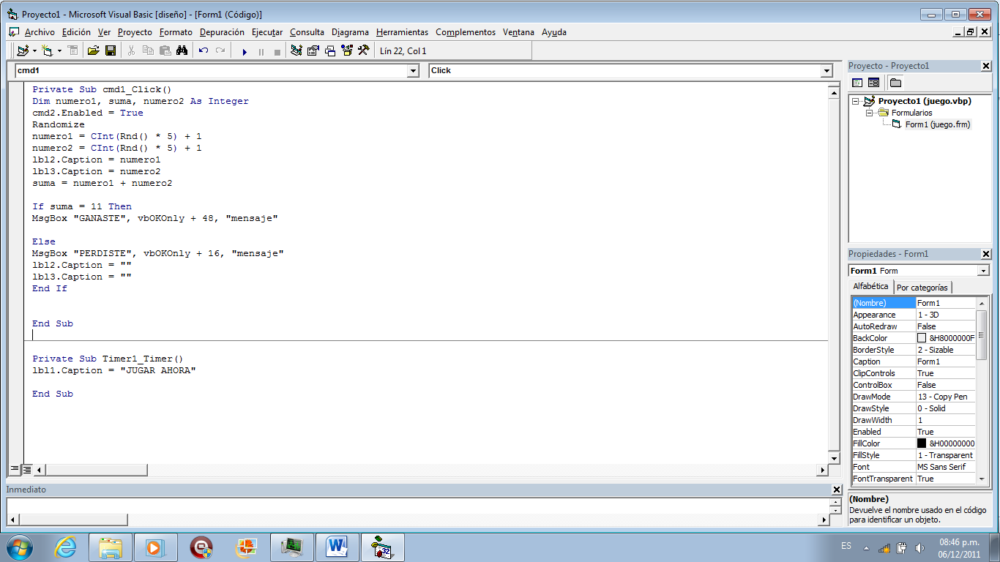 Proyecto1 - Microsoft Visual Basic [diseño] - [Form1 (Código)]
Archivo Edición Ver Proyecto Formato Depuración Ejecutar Consulta Diagrama Herramientas Complementos Ventana Ayuda
Lín 22, Col 1
cmd1 Click
Private Sub cmd1_Click()
Dim numero1, suma, numero2 As Integer
cmd2.Enabled = True
Randomize
numero1 = CInt(Rnd() * 5) + 1
numero2 = CInt(Rnd() * 5) + 1
lbl2.Caption = numero1
lbl3.Caption = numero2
suma = numero1 + numero2
If suma = 11 Then
MsgBox "GANASTE", vbOKOnly + 48, "mensaje"
Else
MsgBox "PERDISTE", vbOKOnly + 16, "mensaje"
lbl2.Caption = ""
lbl3.Caption = ""
End If
End Sub
Private Sub Timer1_Timer()
lbl1.Caption = "JUGAR AHORA"
End Sub
Inmediato
Proyecto - Proyecto1
Proyecto1 (juego.vbp)
Formularios
Form1 (juego.frm)
Propiedades - Form1
Form1 Form
Alfabética Por categorías
(Nombre) Form1
Appearance 1 - 3D
AutoRedraw False
BackColor &H8000000F
BorderStyle 2 - Sizable
Caption Form1
ClipControls True
ControlBox False
DrawMode 13 - Copy Pen
DrawStyle 0 - Solid
DrawWidth 1
Enabled True
FillColor &H00000000
FillStyle 1 - Transparent
Font MS Sans Serif
FontTransparent True
(Nombre)
Devuelve el nombre usado en el código
para identificar un objeto.
32
ES
08:46 p.m.
06/12/2011